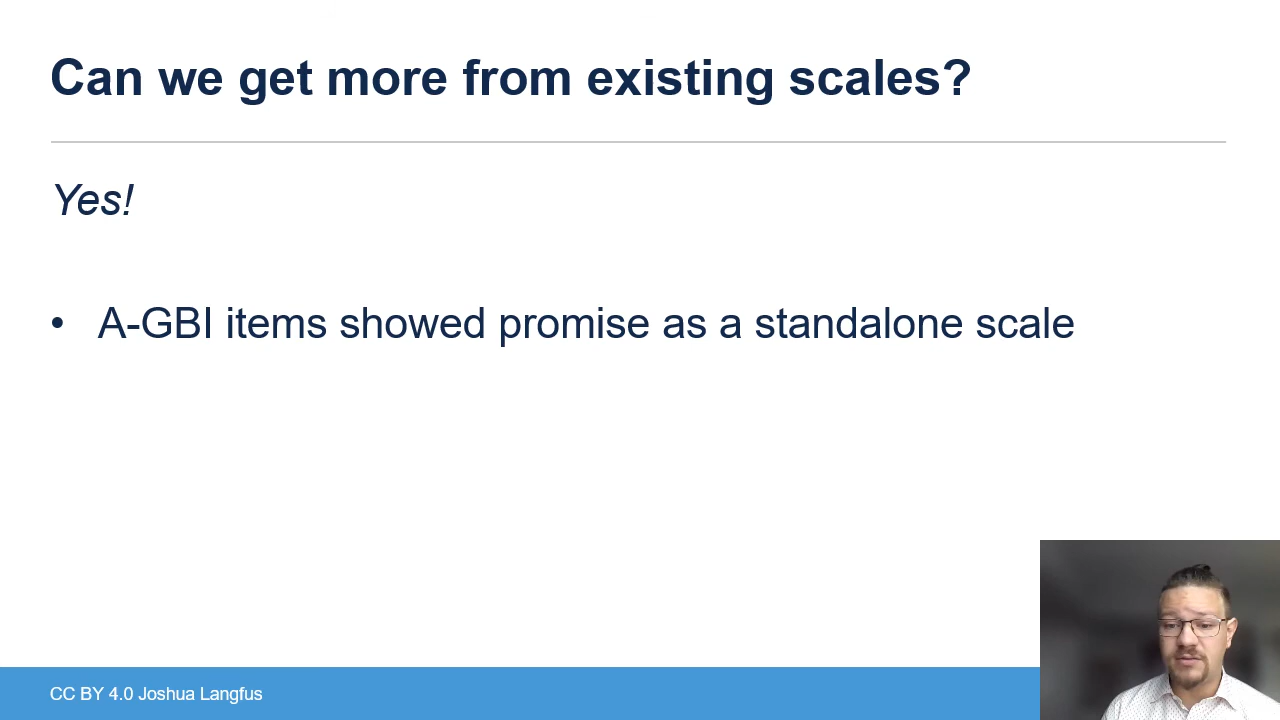 Can we get more from existing scales?
Yes!
• A-GBI items showed promise as a standalone scale
CC BY 4.0 Joshua Langfus